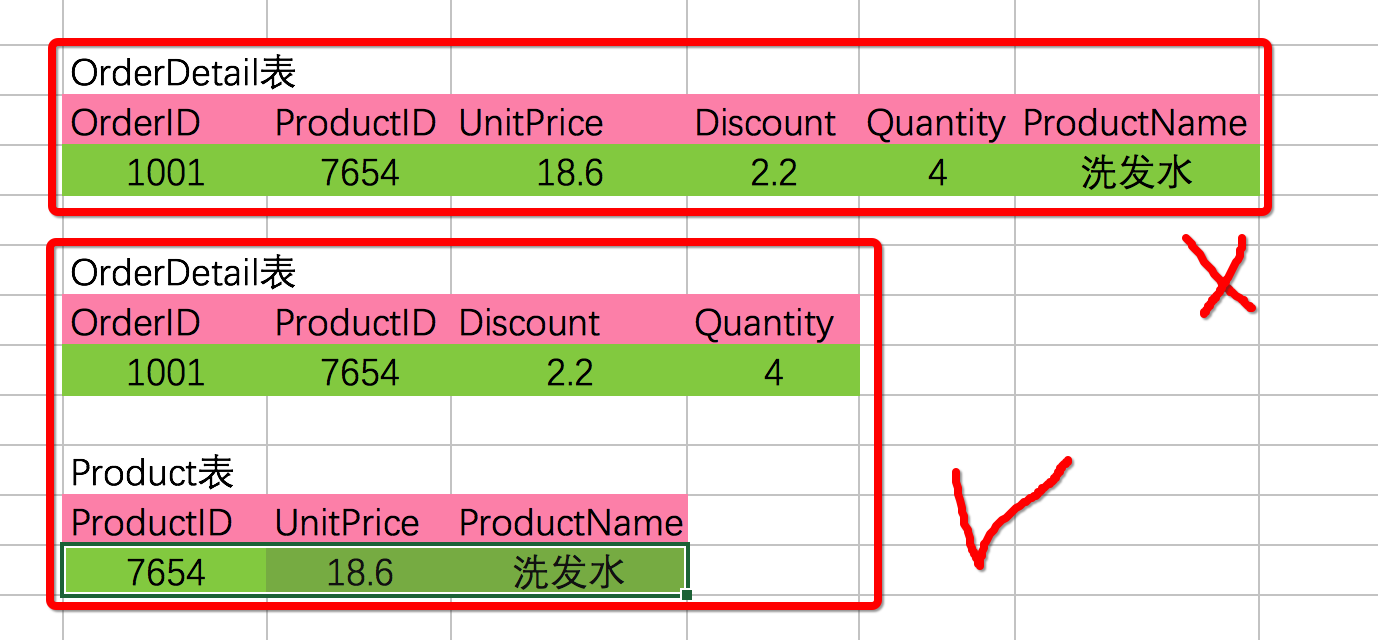 OrderDetail表
OrderID ProductID UnitPrice Discount Quantity ProductName
1001 7654 18.6 2.2 4 洗发水
OrderDetail表
OrderID ProductID Discount Quantity
1001 7654 2.2 4
Product表
ProductID UnitPrice ProductName
7654 18.6 洗发水